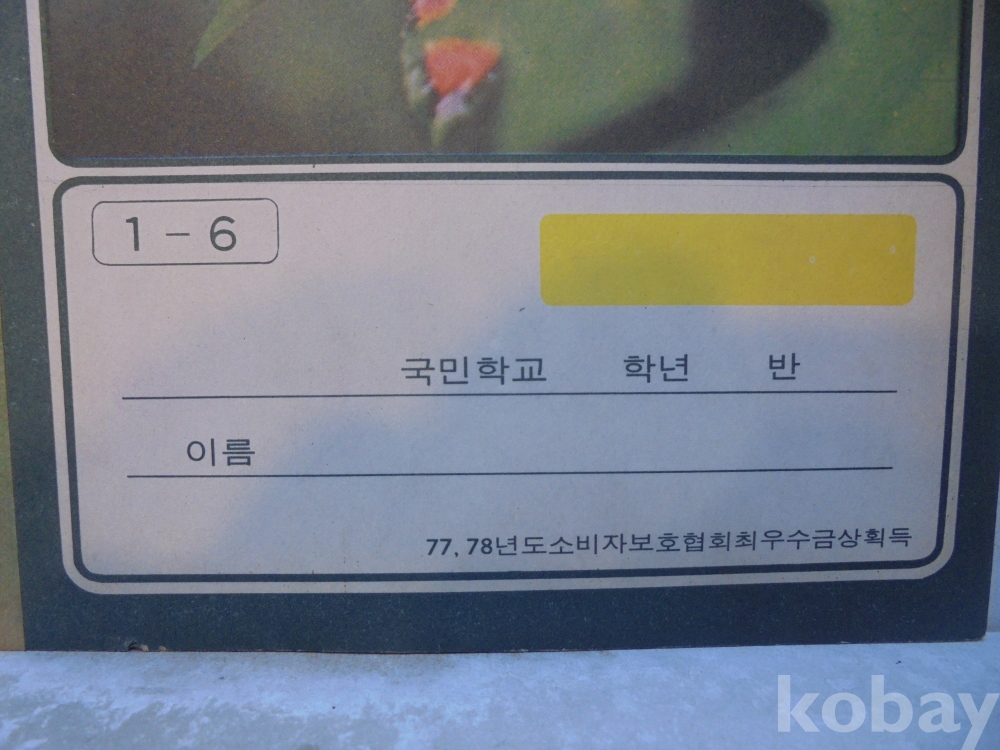 1 - 6
국민학교 학년 반
이름
77, 78년도소비자보호협회최우수금상획득
kobay